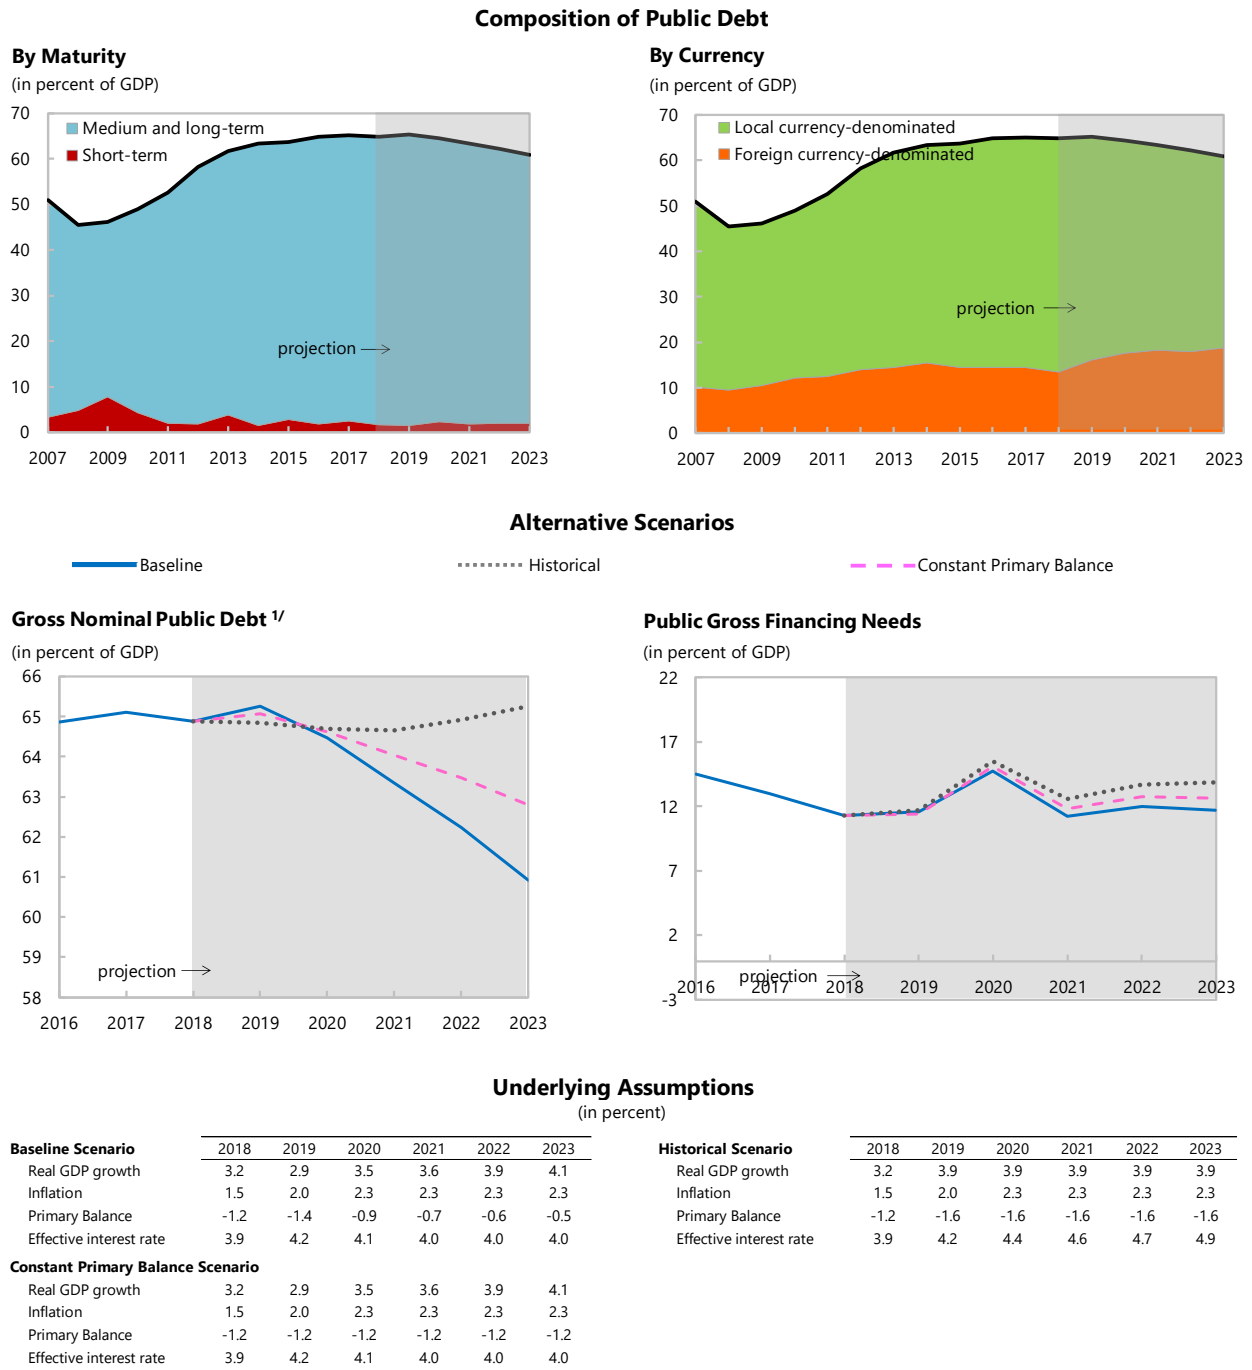 Composition of Public Debt
By Maturity
(in percent of GDP)
70
60
50
40
30
20
10
0
Medium and long-term
Short-term
projection
2007 2009 2011 2013 2015 2017 2019 2021 2023
By Currency
(in percent of GDP)
70
60
50
40
30
20
10
0
Local currency-denominated
Foreign currency-denominated
projection
2007 2009 2011 2013 2015 2017 2019 2021 2023
Alternative Scenarios
Baseline Historical Constant Primary Balance
Gross Nominal Public Debt 1/
(in percent of GDP)
66
65
64
63
62
61
60
59
58
projection
2016 2017 2018 2019 2020 2021 2022 2023
Public Gross Financing Needs
(in percent of GDP)
22
17
12
7
2
-3
projection
2016 2017 2018 2019 2020 2021 2022 2023
Underlying Assumptions
(in percent)
Baseline Scenario 2018 2019 2020 2021 2022 2023
Real GDP growth 3.2 2.9 3.5 3.6 3.9 4.1
Inflation 1.5 2.0 2.3 2.3 2.3 2.3
Primary Balance -1.2 -1.4 -0.9 -0.7 -0.6 -0.5
Effective interest rate 3.9 4.2 4.1 4.0 4.0 4.0
Constant Primary Balance Scenario
Real GDP growth 3.2 2.9 3.5 3.6 3.9 4.1
Inflation 1.5 2.0 2.3 2.3 2.3 2.3
Primary Balance -1.2 -1.2 -1.2 -1.2 -1.2 -1.2
Effective interest rate 3.9 4.2 4.1 4.0 4.0 4.0
Historical Scenario 2018 2019 2020 2021 2022 2023
Real GDP growth 3.2 3.9 3.9 3.9 3.9 3.9
Inflation 1.5 2.0 2.3 2.3 2.3 2.3
Primary Balance -1.2 -1.6 -1.6 -1.6 -1.6 -1.6
Effective interest rate 3.9 4.2 4.4 4.6 4.7 4.9